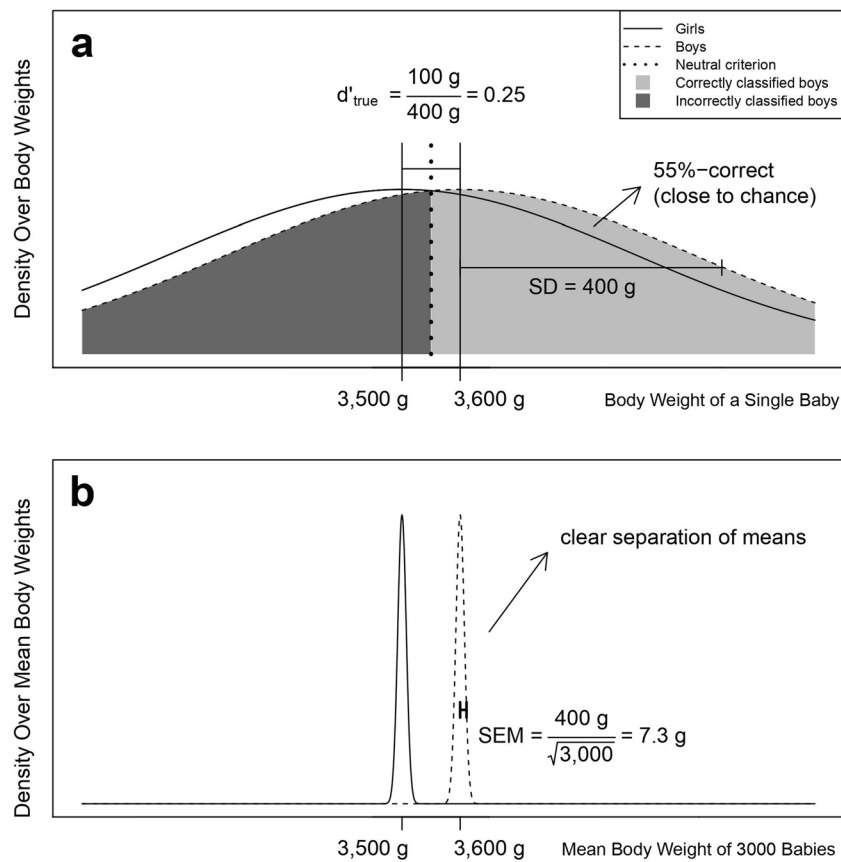 a
Girls
Boys
Neutral criterion
Correctly classified boys
Incorrectly classified boys
d'true = 100 g / 400 g = 0.25
55%−correct
(close to chance)
SD = 400 g
Density Over Body Weights
3,500 g 3,600 g Body Weight of a Single Baby
b
clear separation of means
SEM = 400 g / √3,000 = 7.3 g
Density Over Mean Body Weights
3,500 g 3,600 g Mean Body Weight of 3000 Babies